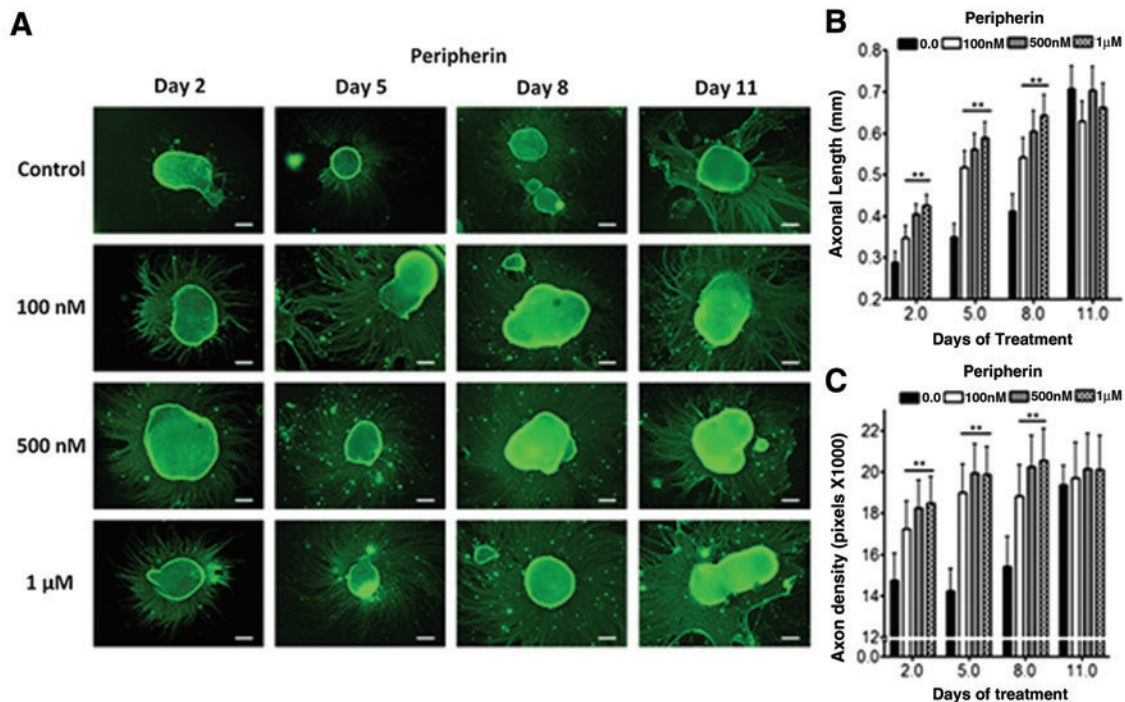 A
Peripherin
Day 2 Day 5 Day 8 Day 11
Control
100 nM
500 nM
1 µM
B
Peripherin
0.0 100nM 500nM 1µM
Axonal Length (mm)
0.8
0.7
0.6
0.5
0.4
0.3
0.2
**
**
**
2.0 5.0 8.0 11.0
Days of Treatment
C
Peripherin
0.0 100nM 500nM 1µM
Axon density (pixels X1000)
22
20
18
16
14
12
0.0
**
**
**
2.0 5.0 8.0 11.0
Days of treatment